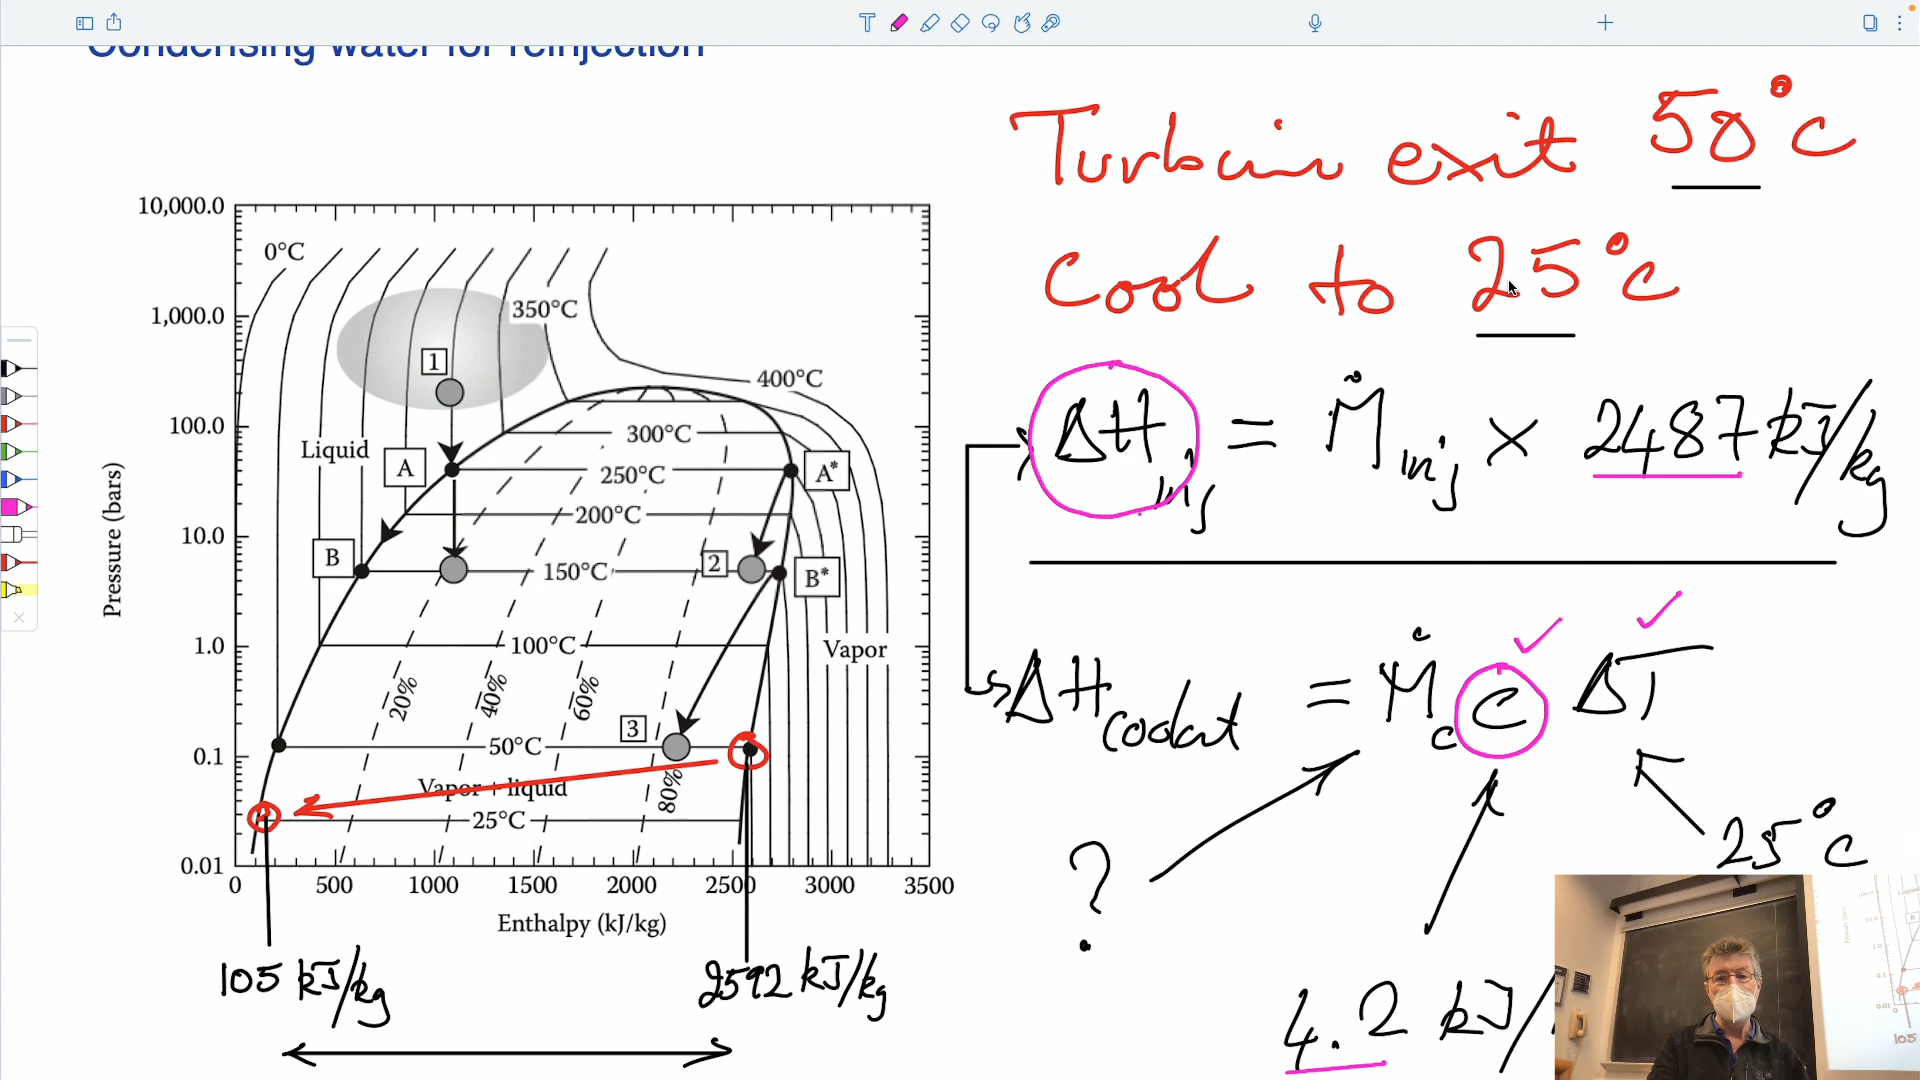 Condensing water for reinjection
Turbin exit 50°C
Cool to 25°C
ΔH inj = Ṁ inj × 2487 kJ/kg
ΔH coolant = Ṁ c C ΔT
?
25°C
4.2 kJ/
10,000.0
1,000.0
100.0
10.0
1.0
0.1
0.01
Pressure (bars)
0°C
350°C
400°C
1
Liquid
300°C
A
250°C
A*
200°C
B
150°C
2
B*
100°C
Vapor
20%
40%
60%
80%
3
50°C
Vapor + liquid
25°C
0 500 1000 1500 2000 2500 3000 3500
Enthalpy (kJ/kg)
105 kJ/kg
2592 kJ/kg
105